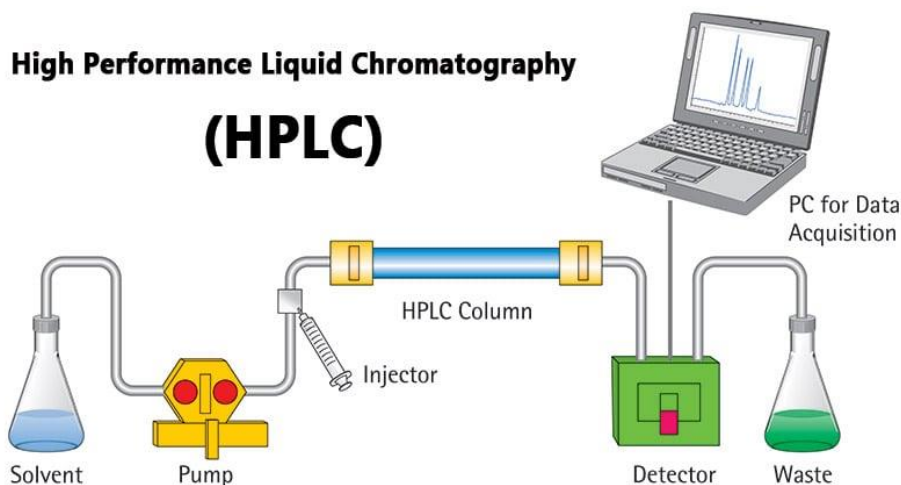 High Performance Liquid Chromatography
(HPLC)
PC for Data
Acquisition
HPLC Column
Injector
Solvent
Pump
Detector
Waste